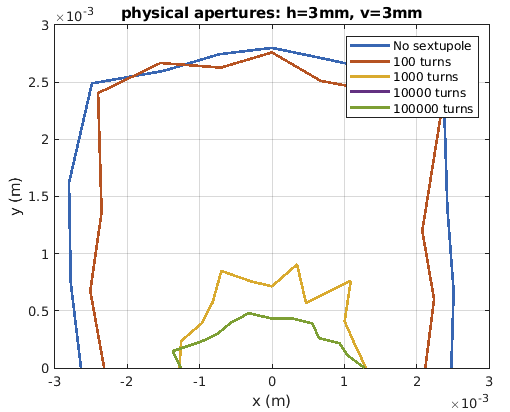 physical apertures: h=3mm, v=3mm
×10⁻³
3
2.5
2
1.5
1
0.5
0
y (m)
No sextupole
100 turns
1000 turns
10000 turns
100000 turns
-3 -2 -1 0 1 2 3
x (m)
×10⁻³